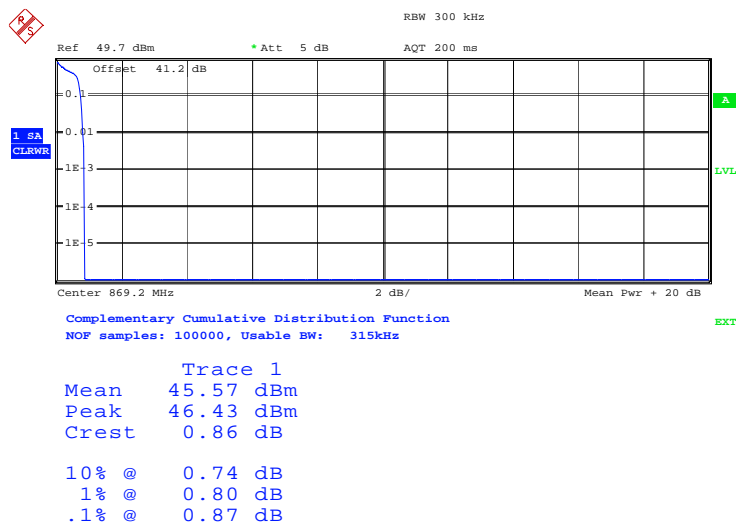 RBW 300 kHz
Ref 49.7 dBm * Att 5 dB AQT 200 ms
Offset 41.2 dB
0.1
A
0.01
1 SA
CLRWR
1E-3
LVL
1E-4
1E-5
Center 869.2 MHz 2 dB/ Mean Pwr + 20 dB
Complementary Cumulative Distribution Function
EXT
NOF samples: 100000, Usable BW: 315kHz
Trace 1
Mean 45.57 dBm
Peak 46.43 dBm
Crest 0.86 dB
10% @ 0.74 dB
1% @ 0.80 dB
.1% @ 0.87 dB
R S